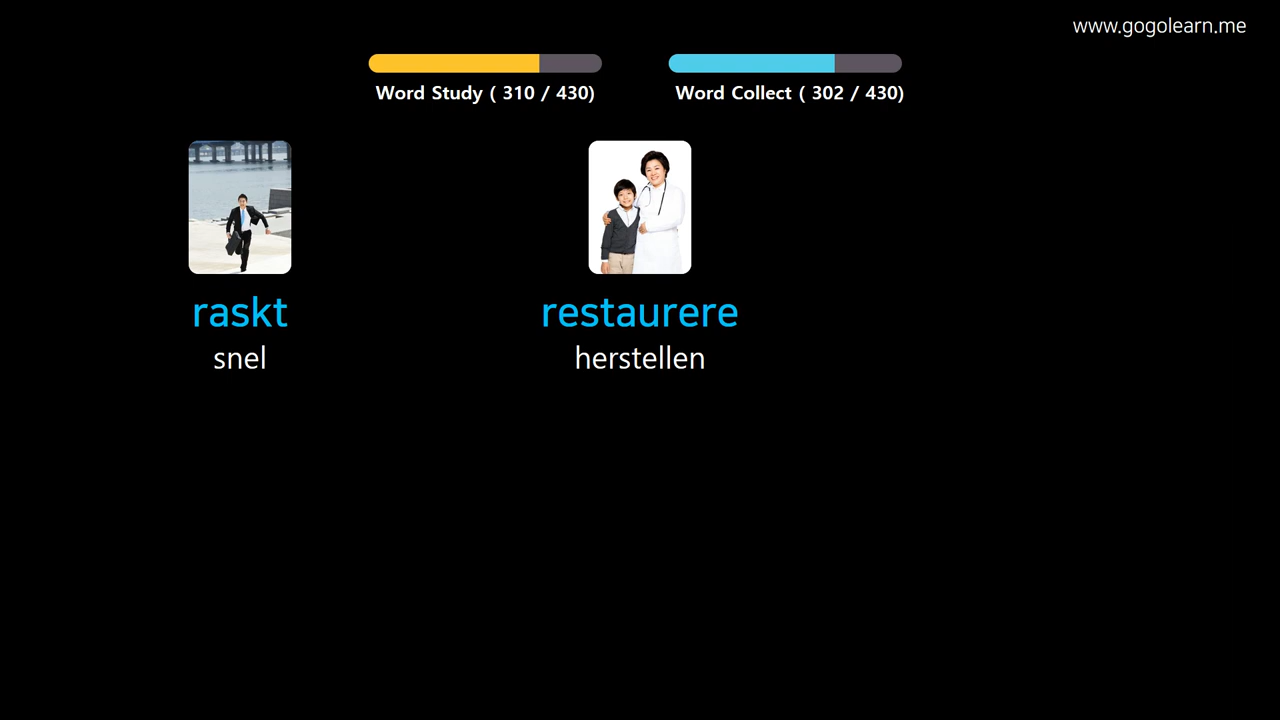 www.gogolearn.me
Word Study ( 310 / 430)
Word Collect ( 302 / 430)
raskt
snel
restaurere
herstellen